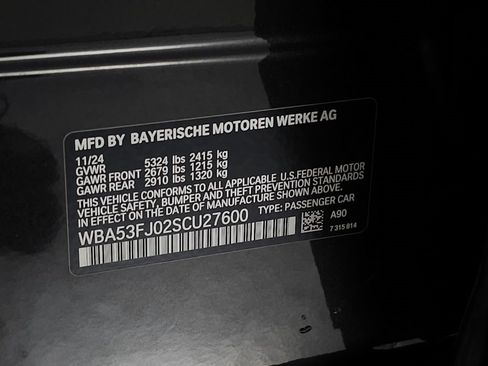 MFD BY BAYERISCHE MOTOREN WERKE AG
11/24
GVWR 5324 lbs 2415 kg
GAWR FRONT 2679 lbs 1215 kg
GAWR REAR 2910 lbs 1320 kg
THIS VEHICLE CONFORMS TO ALL APPLICABLE U.S.FEDERAL MOTOR
VEHICLE SAFETY, BUMPER, AND THEFT PREVENTION STANDARDS
IN EFFECT ON THE DATE OF MANUFACTURE SHOWN ABOVE.
WBA53FJ02SCU27600 TYPE: PASSENGER CAR
A90
7 315 814